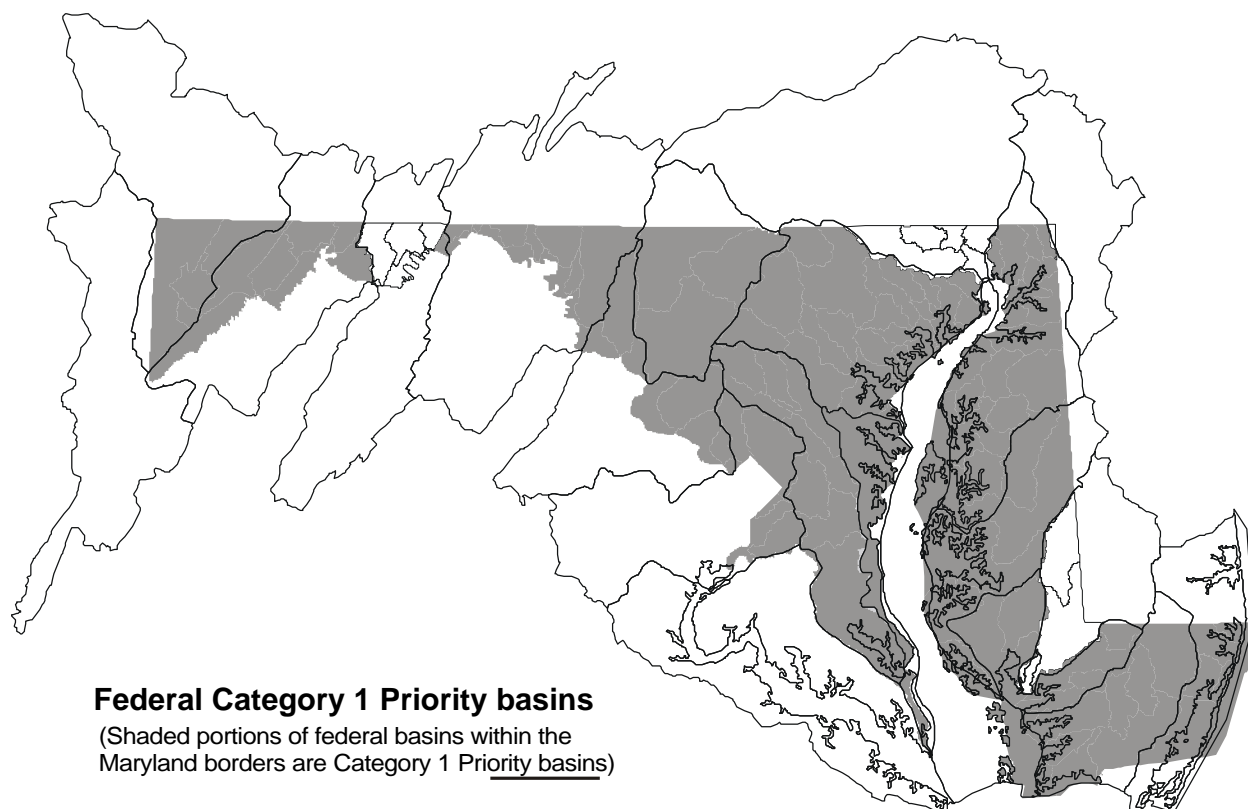 Federal Category 1 Priority basins
(Shaded portions of federal basins within the
Maryland borders are Category 1 Priority basins)